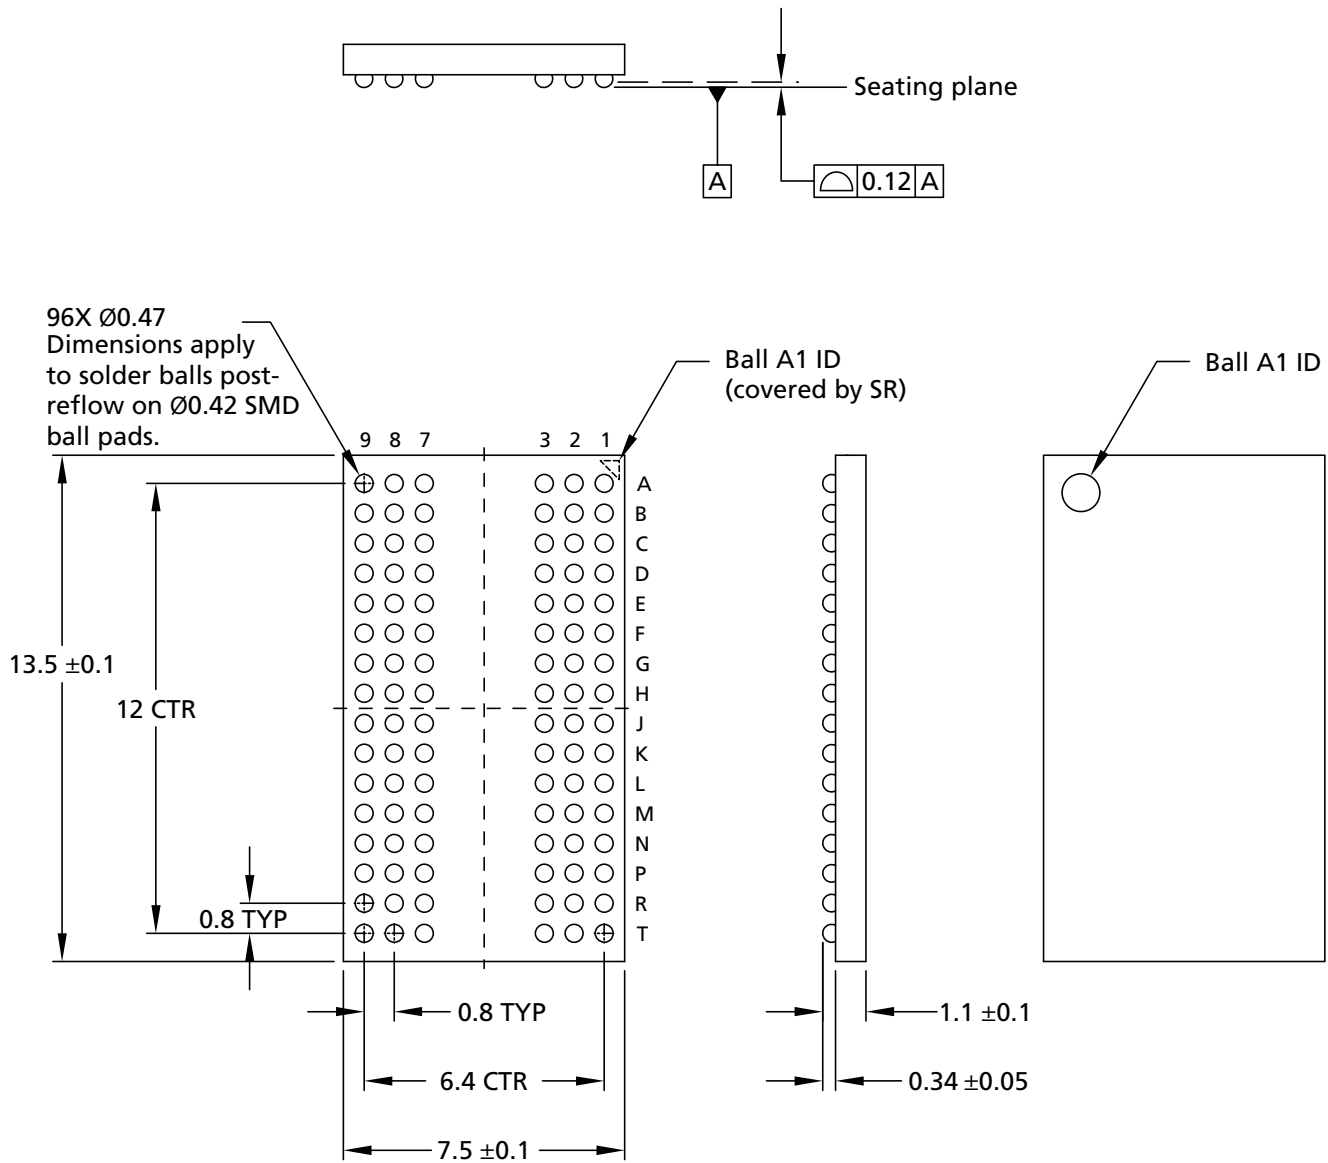 Seating plane
A
0.12 A
96X Ø0.47
Dimensions apply
to solder balls post-
reflow on Ø0.42 SMD
ball pads.
Ball A1 ID
(covered by SR)
Ball A1 ID
9 8 7 3 2 1
A
B
C
D
E
F
G
H
J
K
L
M
N
P
R
T
13.5 ±0.1
12 CTR
0.8 TYP
0.8 TYP
1.1 ±0.1
6.4 CTR
0.34 ±0.05
7.5 ±0.1